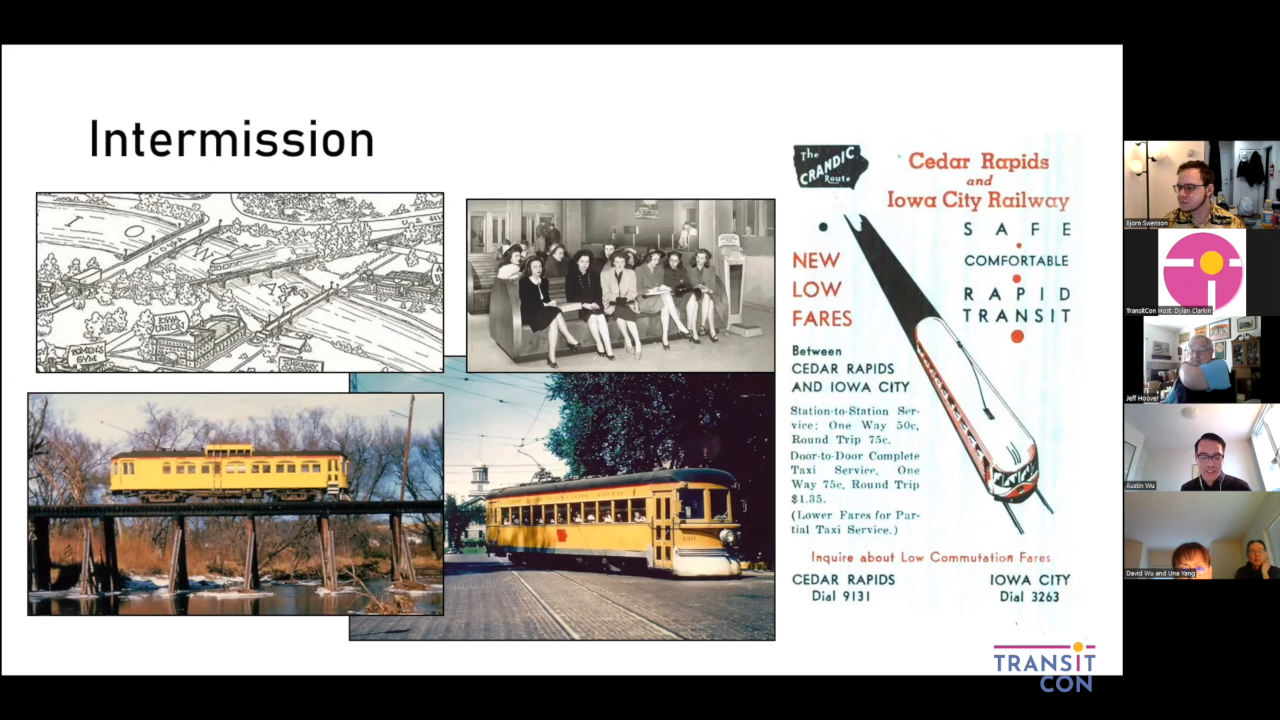 Intermission
IOWA
UNION
WOMEN'S
GYM
The
CRANDIC
Route
Cedar Rapids
and
Iowa City Railway
SAFE
COMFORTABLE
RAPID
TRANSIT
NEW
LOW
FARES
Between
CEDAR RAPIDS
AND IOWA CITY
Station-to-Station Ser-
vice: One Way 50c,
Round Trip 75c.
Door-to-Door Complete
Taxi Service, One
Way 75c, Round Trip
$1.35.
(Lower Fares for Par-
tial Taxi Service.)
Inquire about Low Commutation Fares
CEDAR RAPIDS
Dial 9131
IOWA CITY
Dial 3263
TRANSIT
CON
Bjorn Swenson
TransitCon Host, Dylan Clarkin
Jeff Hoover
Austin Wu
David Wu and Una Yang